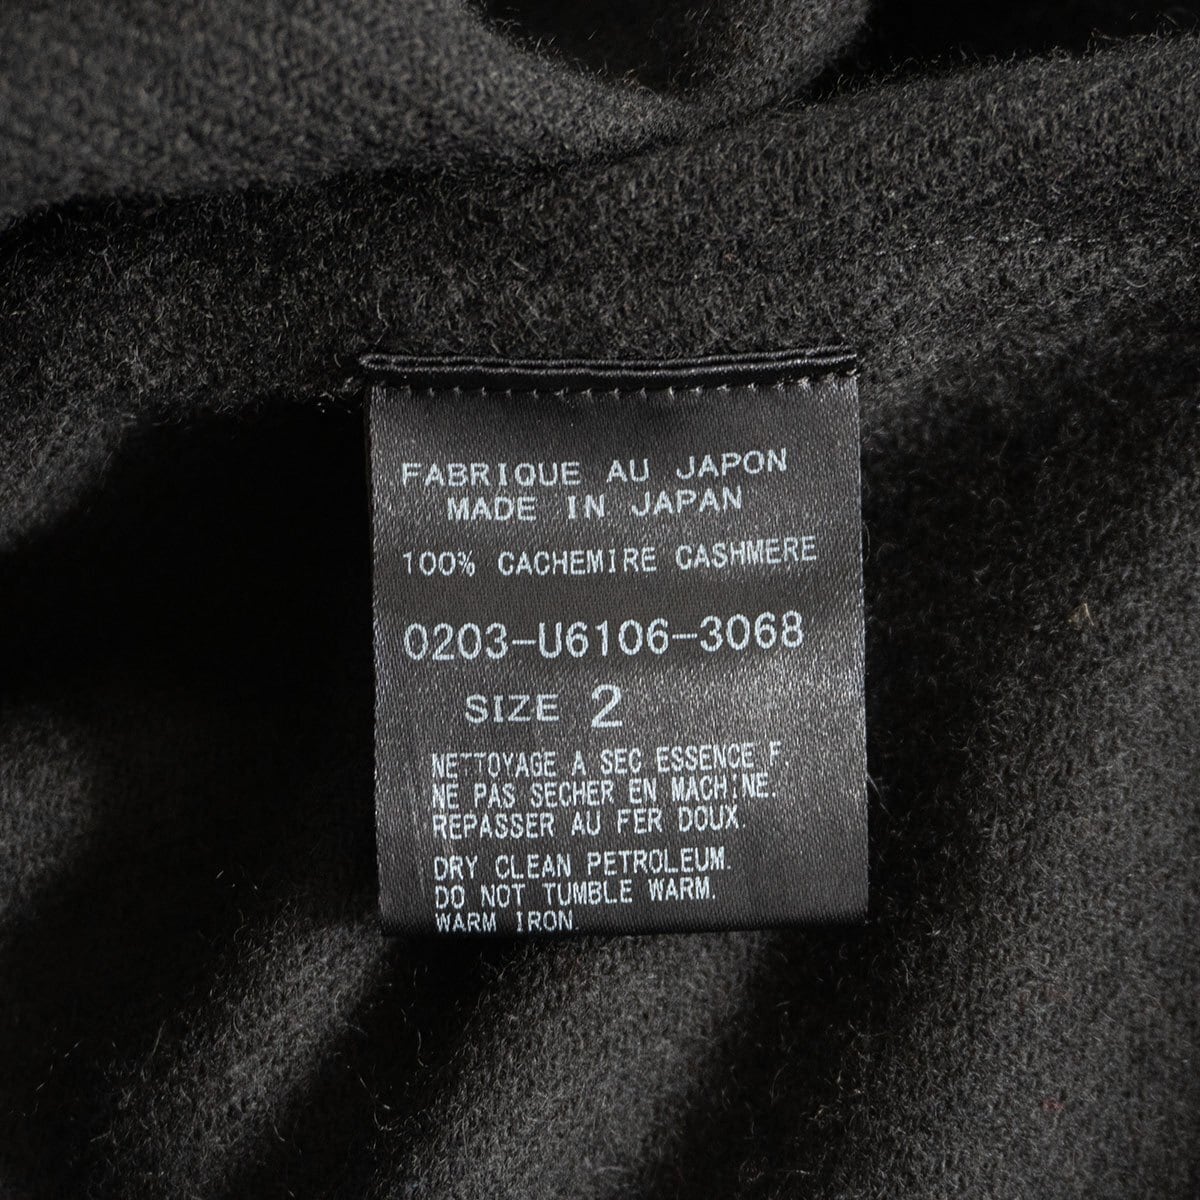 FABRIQUE AU JAPON
MADE IN JAPAN
100% CACHEMIRE CASHMERE
0203-U6106-3068
SIZE 2
NETTOYAGE A SEC ESSENCE F.
NE PAS SECHER EN MACHINE.
REPASSER AU FER DOUX.
DRY CLEAN PETROLEUM.
DO NOT TUMBLE WARM.
WARM IRON.